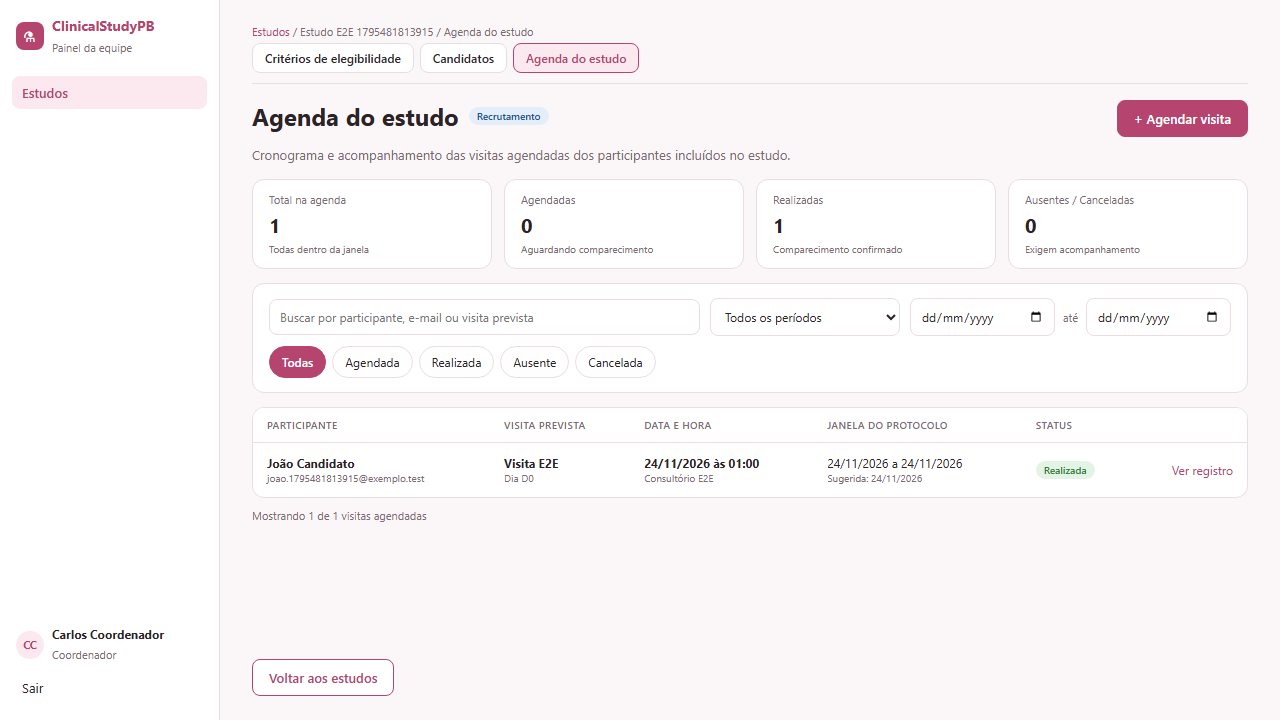 ClinicalStudyPB
Painel da equipe
Estudos
Carlos Coordenador
CC
Coordenador
Sair
Estudos / Estudo E2E 1795481813915 / Agenda do estudo
Critérios de elegibilidade
Candidatos
Agenda do estudo
Agenda do estudo
Recrutamento
+ Agendar visita
Cronograma e acompanhamento das visitas agendadas dos participantes incluídos no estudo.
Total na agenda
1
Todas dentro da janela
Agendadas
0
Aguardando comparecimento
Realizadas
1
Comparecimento confirmado
Ausentes / Canceladas
0
Exigem acompanhamento
Buscar por participante, e-mail ou visita prevista
Todos os períodos
dd/mm/yyyy
até
dd/mm/yyyy
Todas
Agendada
Realizada
Ausente
Cancelada
PARTICIPANTE VISITA PREVISTA DATA E HORA JANELA DO PROTOCOLO STATUS
João Candidato Visita E2E 24/11/2026 às 01:00 24/11/2026 a 24/11/2026 Realizada Ver registro
joao.1795481813915@exemplo.test Dia D0 Consultório E2E Sugerida: 24/11/2026
Mostrando 1 de 1 visitas agendadas
Voltar aos estudos